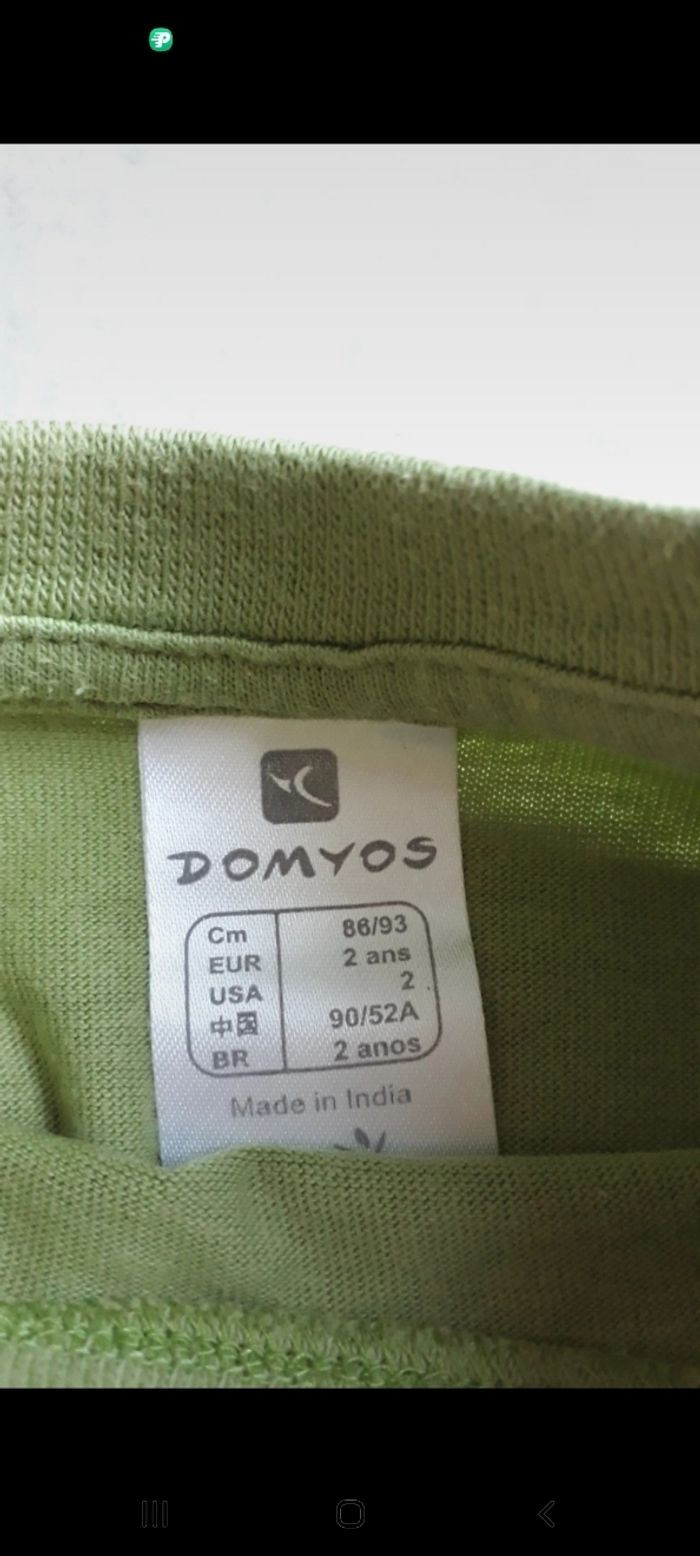 DOMYOS
Cm 86/93
EUR 2 ans
USA 2
中国 90/52A
BR 2 anos
Made in India